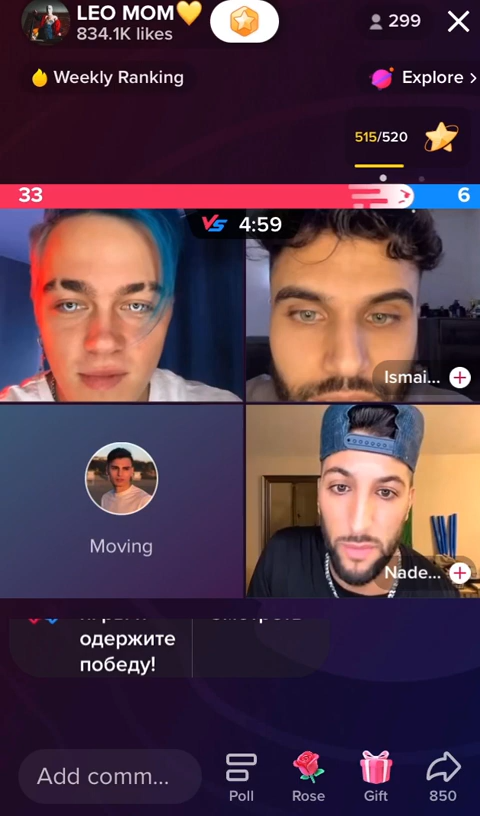 LEO MOM💛
834.1K likes
299
Weekly Ranking
Explore >
515/520
33
6
VS 4:59
Ismai...
Moving
Nade...
одержите
победу!
Add comm...
Poll
Rose
Gift
850